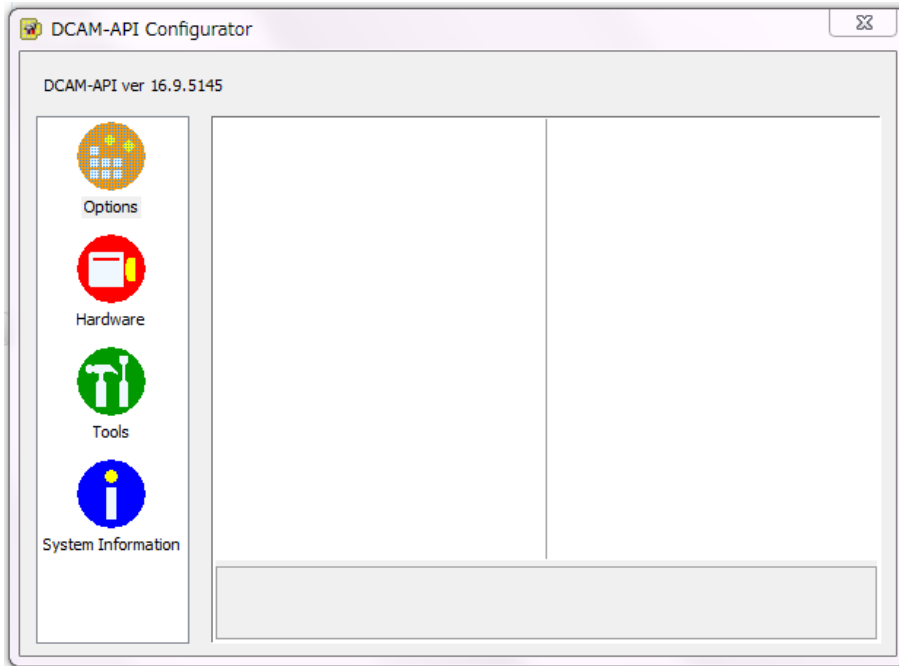 DCAM-API Configurator
DCAM-API ver 16.9.5145
Options
Hardware
Tools
System Information